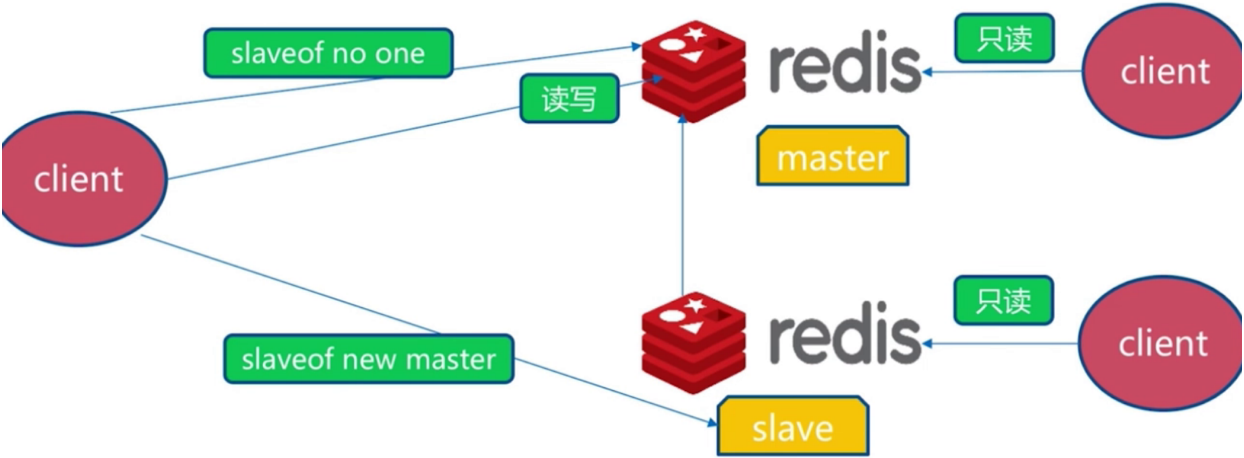 slaveof no one
redis
只读
client
读写
client
master
只读
redis
client
slaveof new master
slave